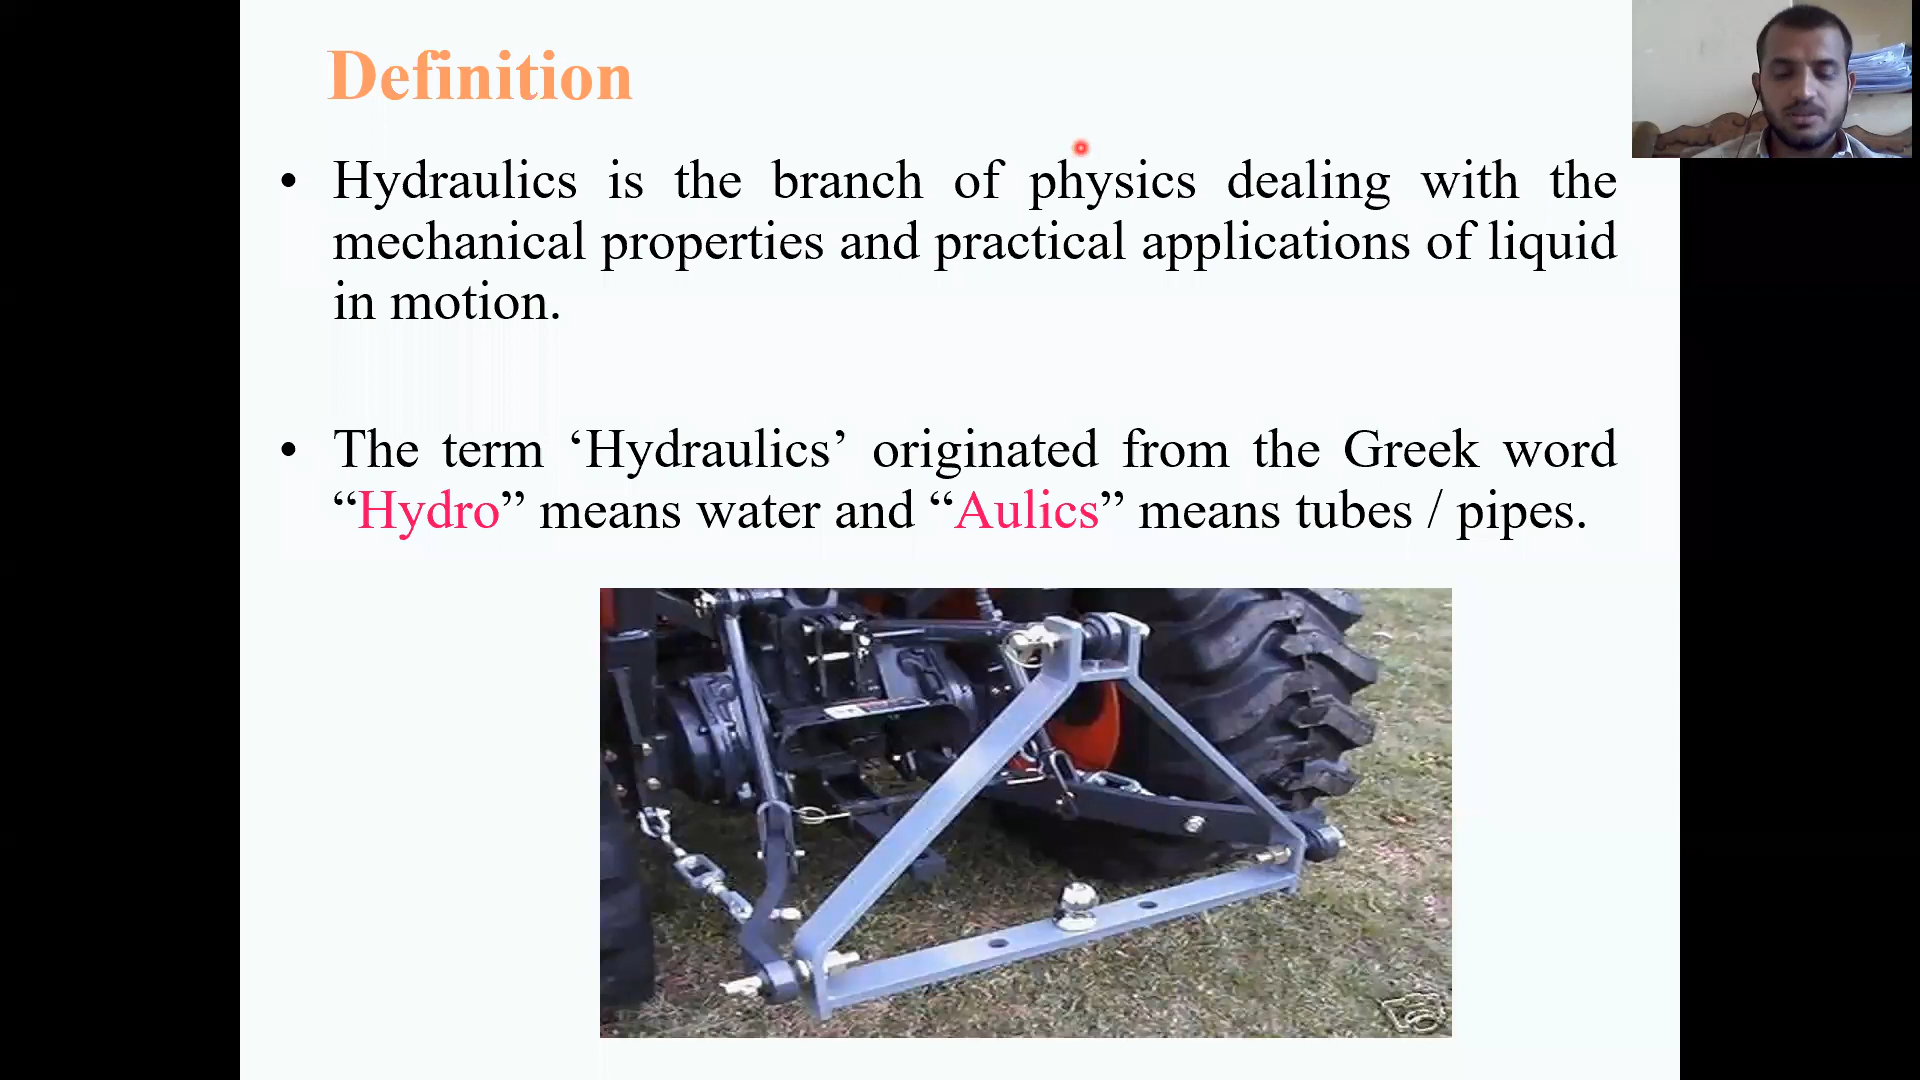 Definition
• Hydraulics is the branch of physics dealing with the
mechanical properties and practical applications of liquid
in motion.
• The term ‘Hydraulics’ originated from the Greek word
“Hydro” means water and “Aulics” means tubes / pipes.